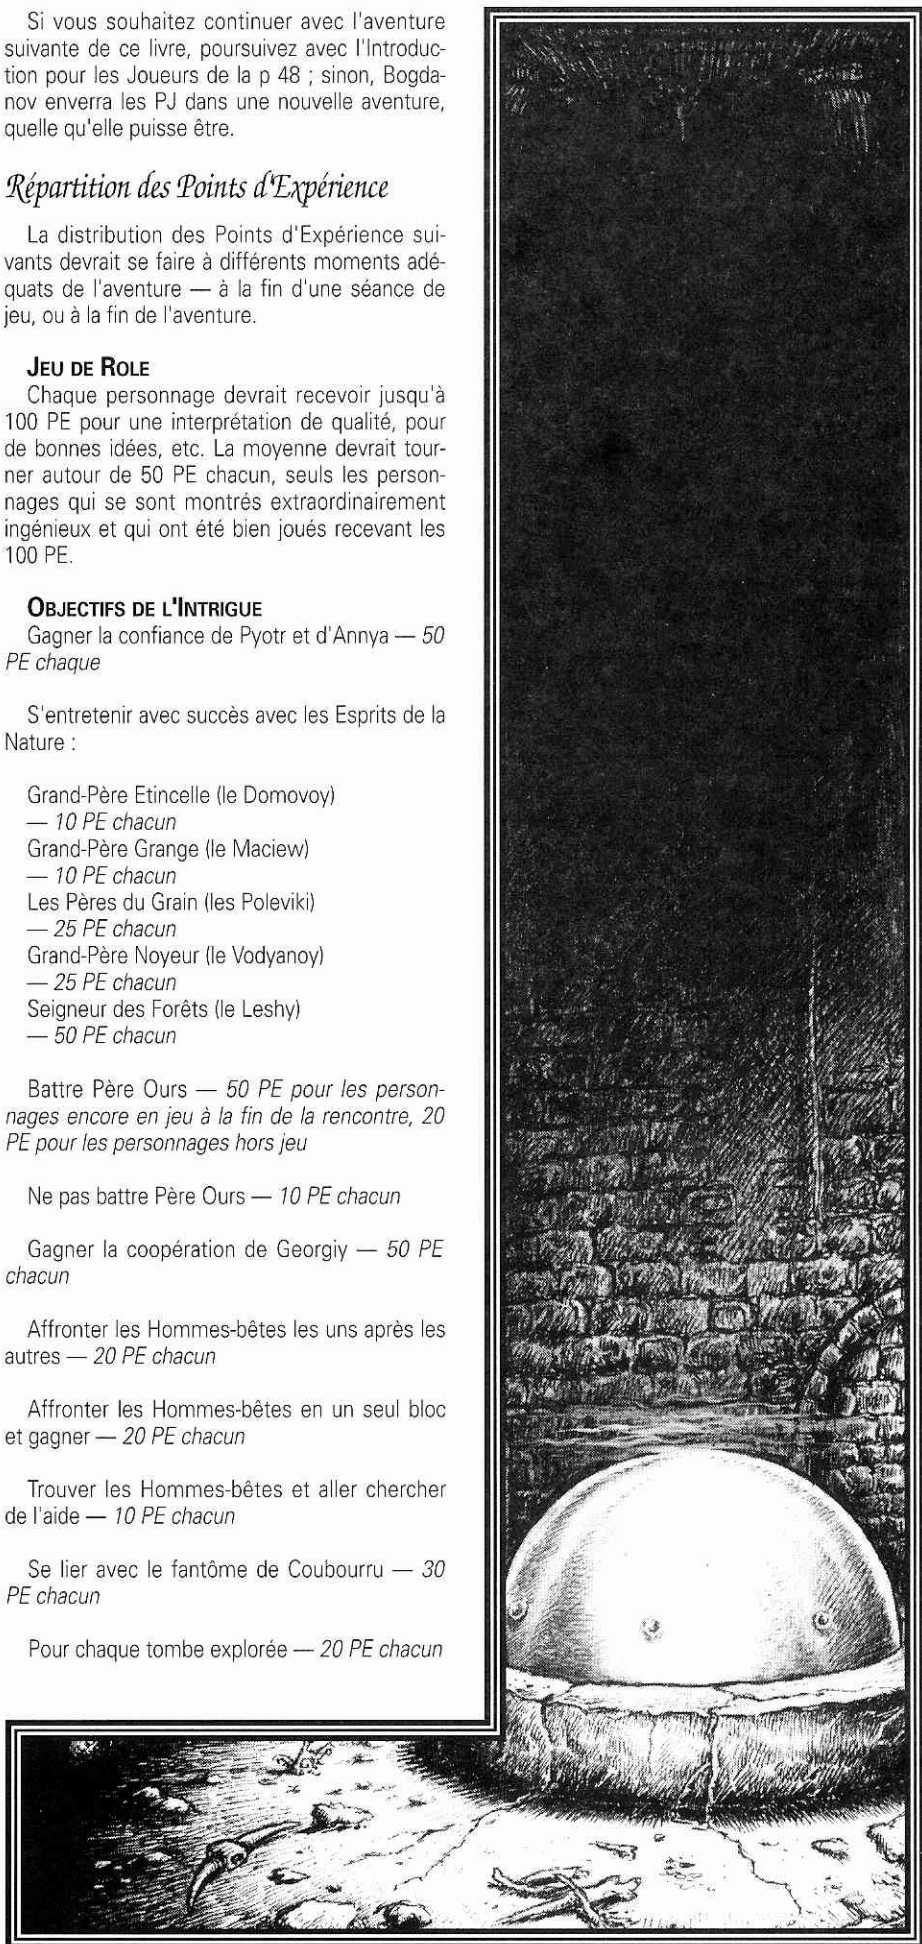 Si vous souhaitez continuer avec l'aventure
suivante de ce livre, poursuivez avec l'Introduc-
tion pour les Joueurs de la p 48 ; sinon, Bogda-
nov enverra les PJ dans une nouvelle aventure,
quelle qu'elle puisse être.
Répartition des Points d'Expérience
La distribution des Points d'Expérience sui-
vants devrait se faire à différents moments adé-
quats de l'aventure — à la fin d'une séance de
jeu, ou à la fin de l'aventure.
JEU DE ROLE
Chaque personnage devrait recevoir jusqu'à
100 PE pour une interprétation de qualité, pour
de bonnes idées, etc. La moyenne devrait tour-
ner autour de 50 PE chacun, seuls les person-
nages qui se sont montrés extraordinairement
ingénieux et qui ont été bien joués recevant les
100 PE.
OBJECTIFS DE L'INTRIGUE
Gagner la confiance de Pyotr et d'Annya — 50
PE chaque
S'entretenir avec succès avec les Esprits de la
Nature :
Grand-Père Etincelle (le Domovoy)
— 10 PE chacun
Grand-Père Grange (le Maciew)
— 10 PE chacun
Les Pères du Grain (les Poleviki)
— 25 PE chacun
Grand-Père Noyeur (le Vodyanoy)
— 25 PE chacun
Seigneur des Forêts (le Leshy)
— 50 PE chacun
Battre Père Ours — 50 PE pour les person-
nages encore en jeu à la fin de la rencontre, 20
PE pour les personnages hors jeu
Ne pas battre Père Ours — 10 PE chacun
Gagner la coopération de Georgiy — 50 PE
chacun
Affronter les Hommes-bêtes les uns après les
autres — 20 PE chacun
Affronter les Hommes-bêtes en un seul bloc
et gagner — 20 PE chacun
Trouver les Hommes-bêtes et aller chercher
de l'aide — 10 PE chacun
Se lier avec le fantôme de Coubourru — 30
PE chacun
Pour chaque tombe explorée — 20 PE chacun